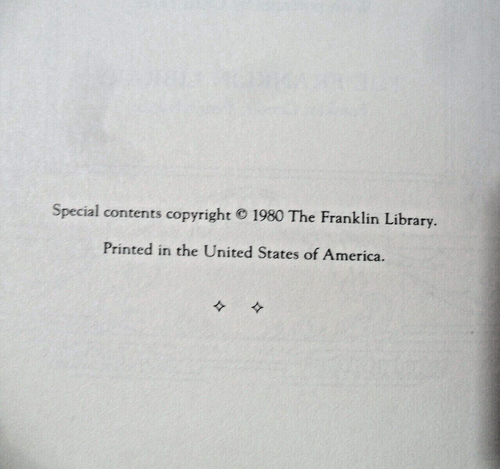 Special contents copyright © 1980 The Franklin Library.
Printed in the United States of America.